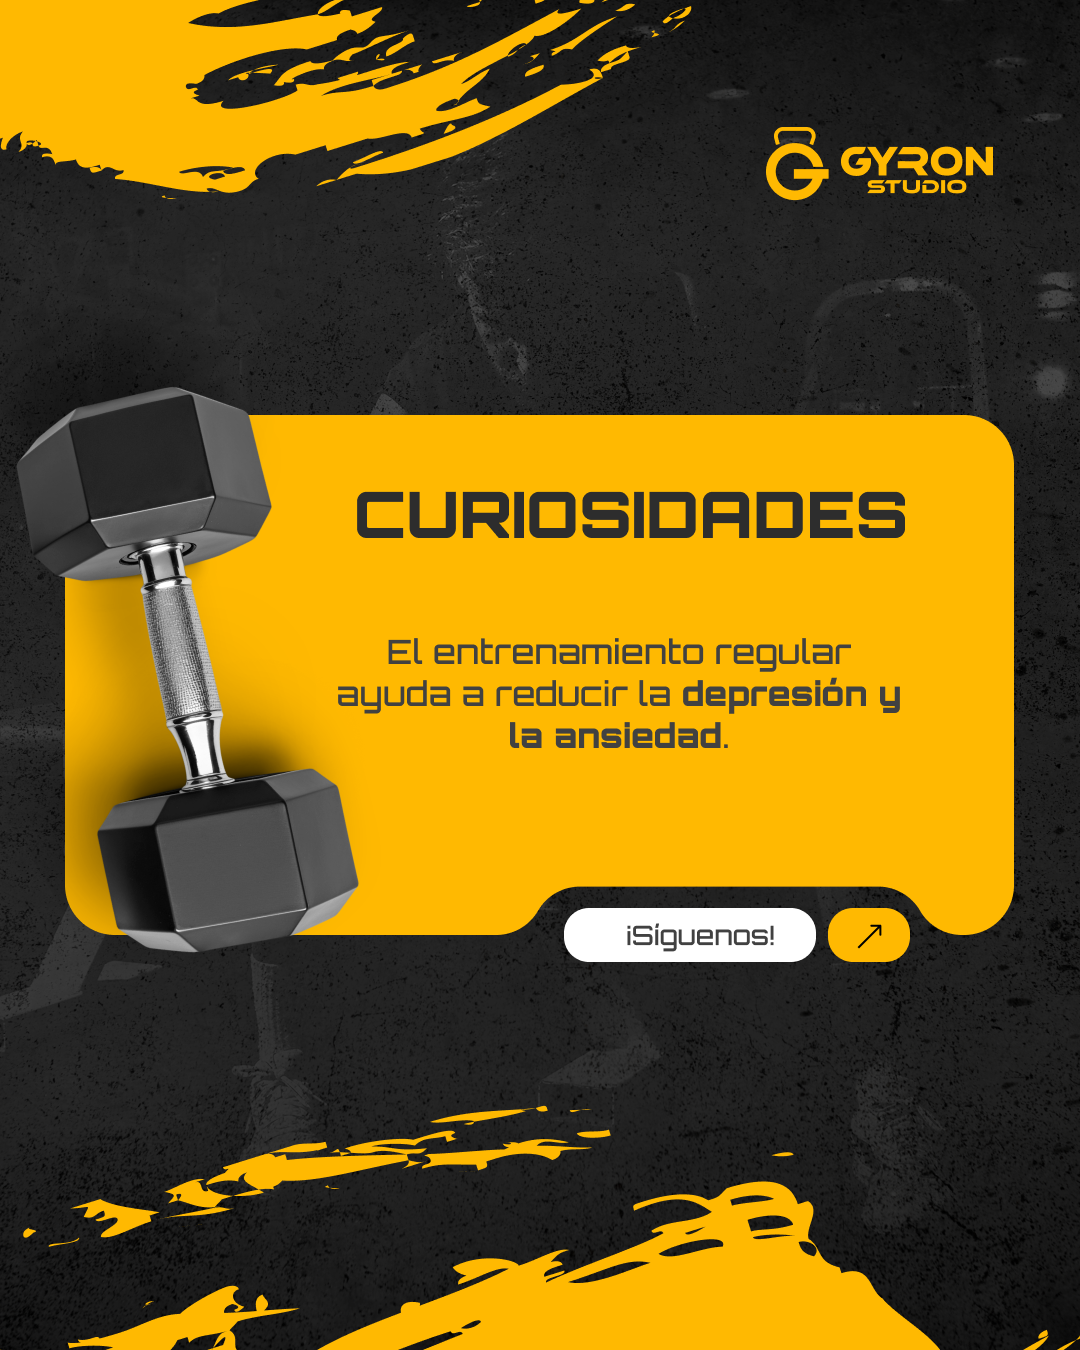 GYRON
STUDIO
CURIOSIDADES
El entrenamiento regular
ayuda a reducir la depresión y
la ansiedad.
¡Síguenos!